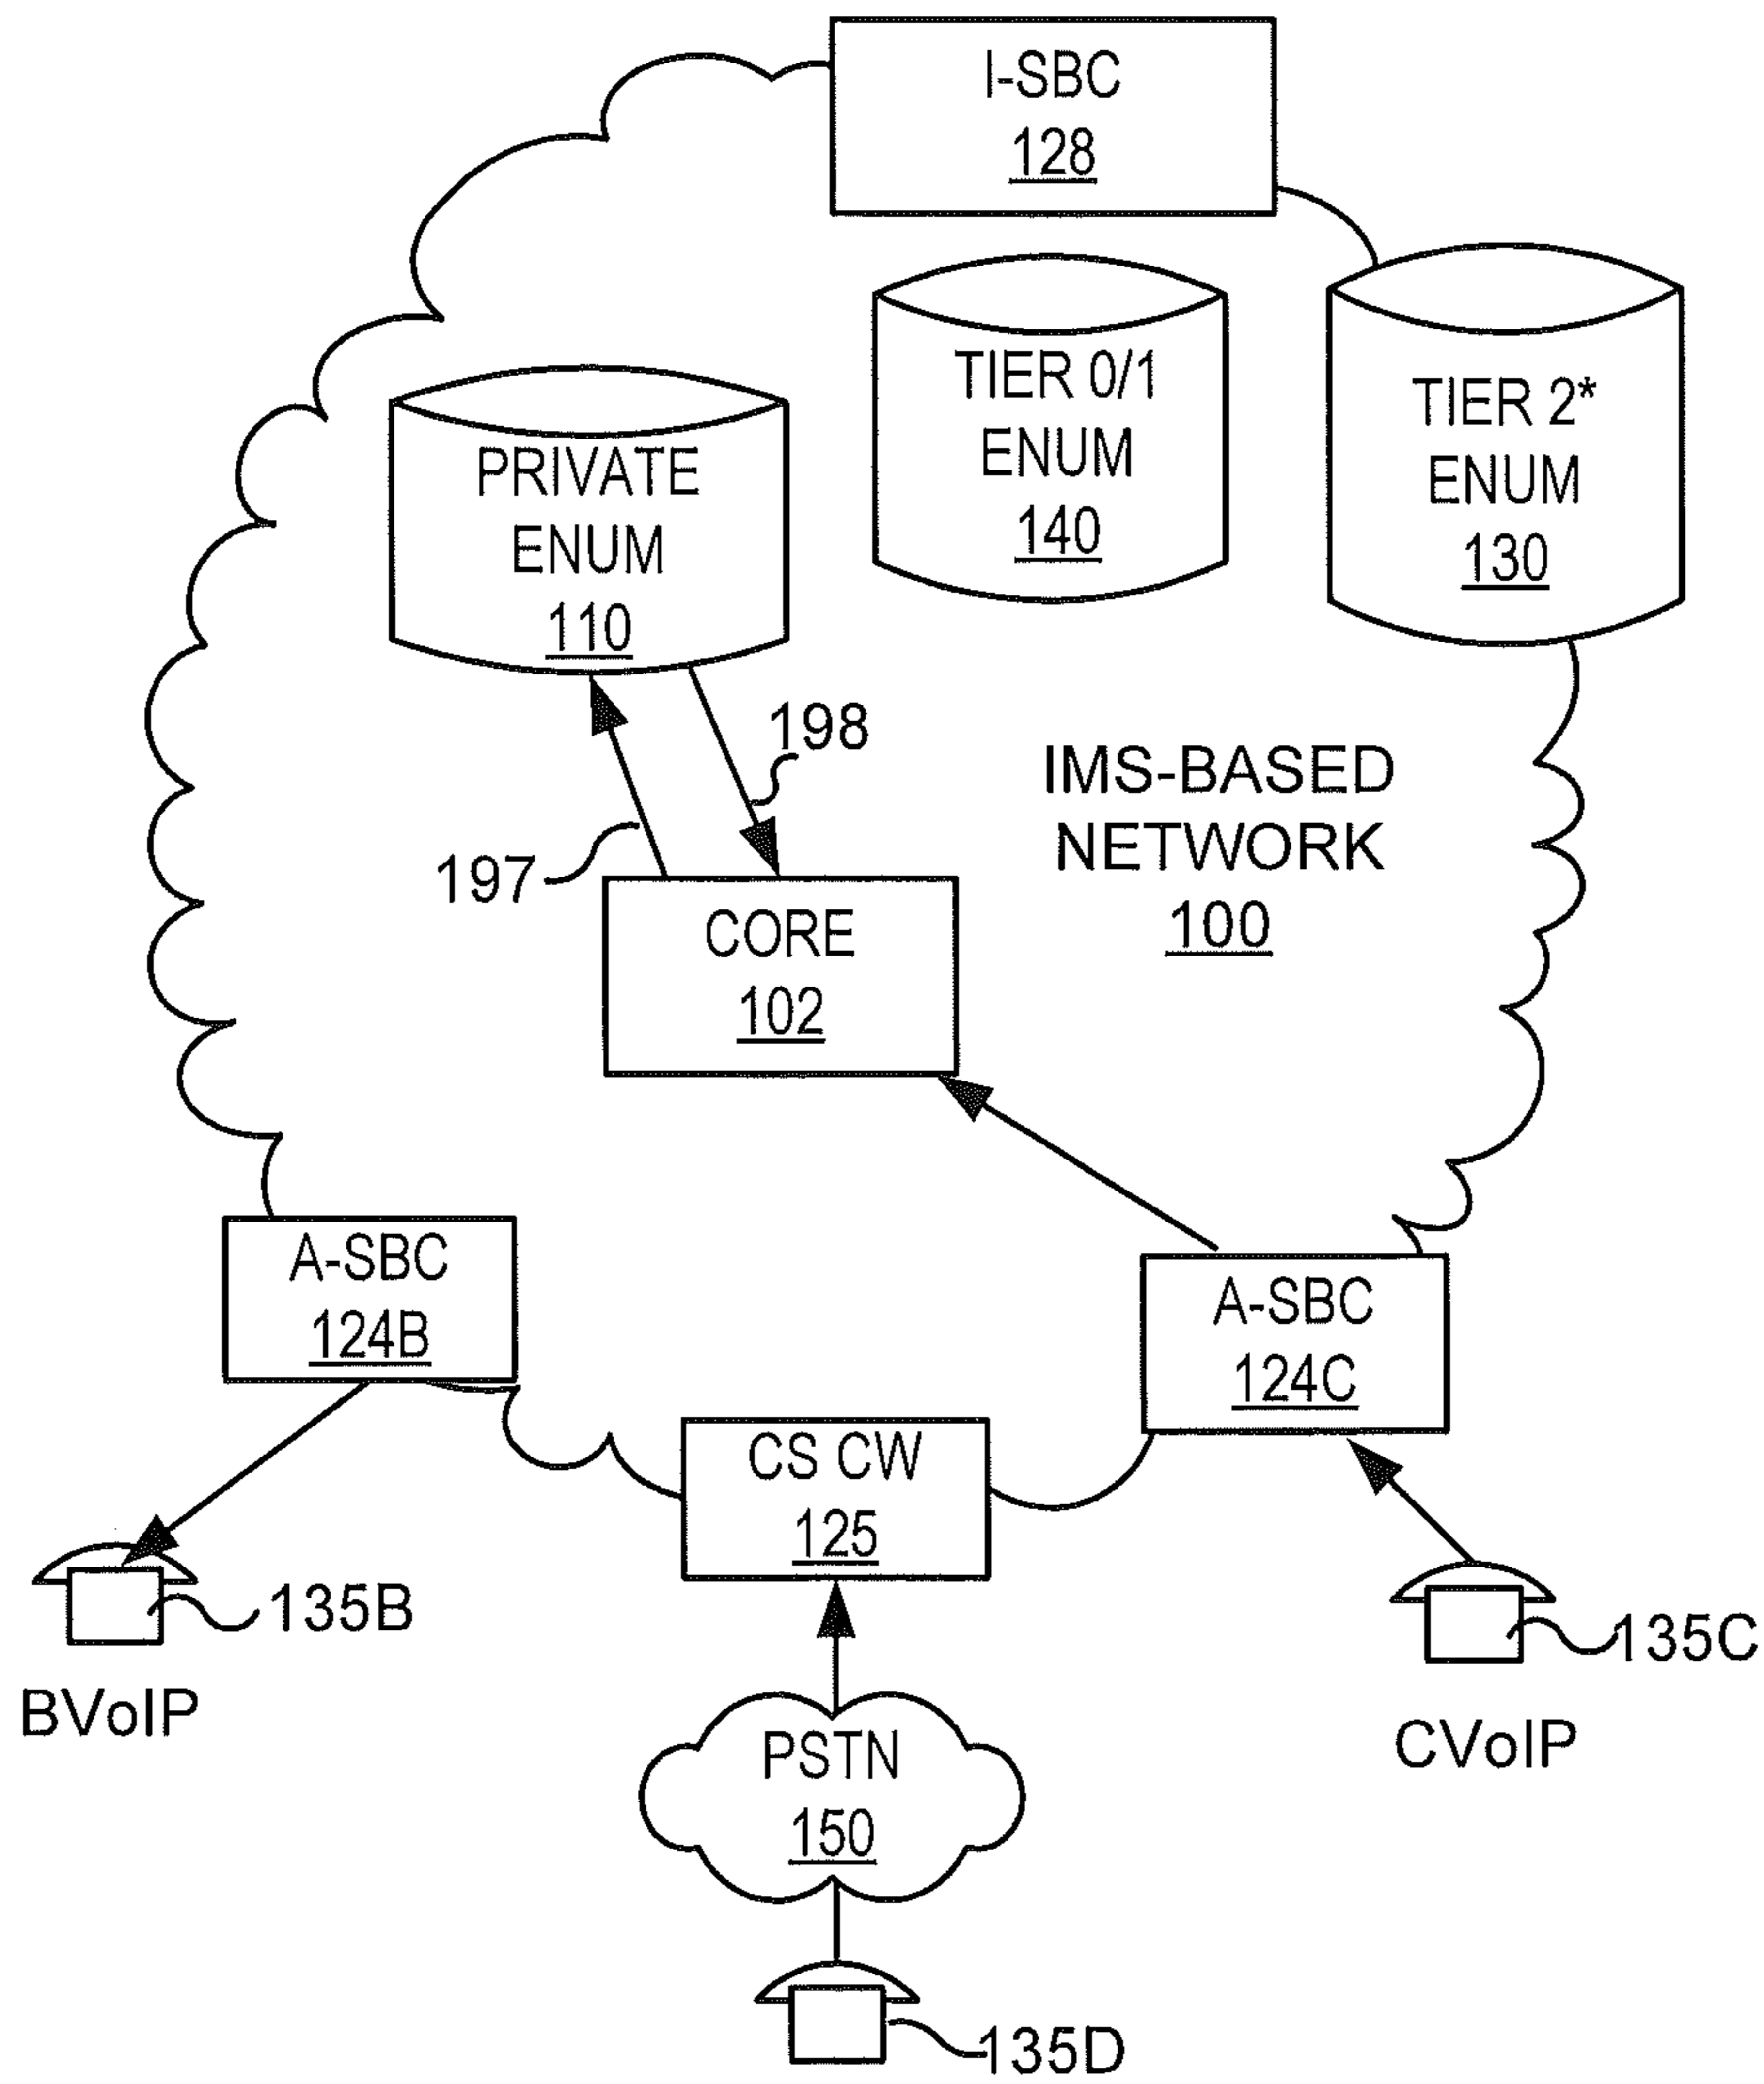 I-SBC
128
TIER 0/1
ENUM
140
TIER 2*
ENUM
130
PRIVATE
ENUM
110
198
197
IMS-BASED
NETWORK
100
CORE
102
A-SBC
124B
A-SBC
124C
CS CW
125
135B
BVoIP
135C
CVoIP
PSTN
150
135D